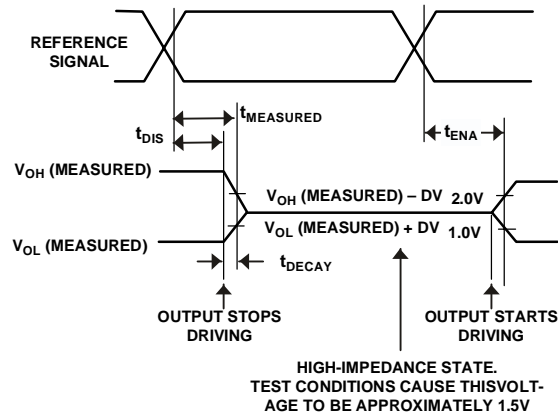 REFERENCE
SIGNAL
tMEASURED
tDIS
tENA
VOH (MEASURED)
VOH (MEASURED) – DV 2.0V
VOL (MEASURED) + DV 1.0V
VOL (MEASURED)
tDECAY
OUTPUT STOPS
DRIVING
OUTPUT STARTS
DRIVING
HIGH-IMPEDANCE STATE.
TEST CONDITIONS CAUSE THISVOLT-
AGE TO BE APPROXIMATELY 1.5V